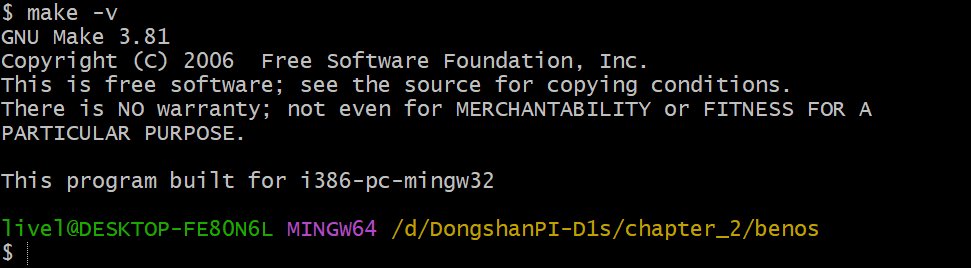 $ make -v
GNU Make 3.81
Copyright (C) 2006  Free Software Foundation, Inc.
This is free software; see the source for copying conditions.
There is NO warranty; not even for MERCHANTABILITY or FITNESS FOR A
PARTICULAR PURPOSE.
This program built for i386-pc-mingw32
livel@DESKTOP-FE8ON6L MINGW64 /d/DongshanPI-D1s/chapter_2/benos
$